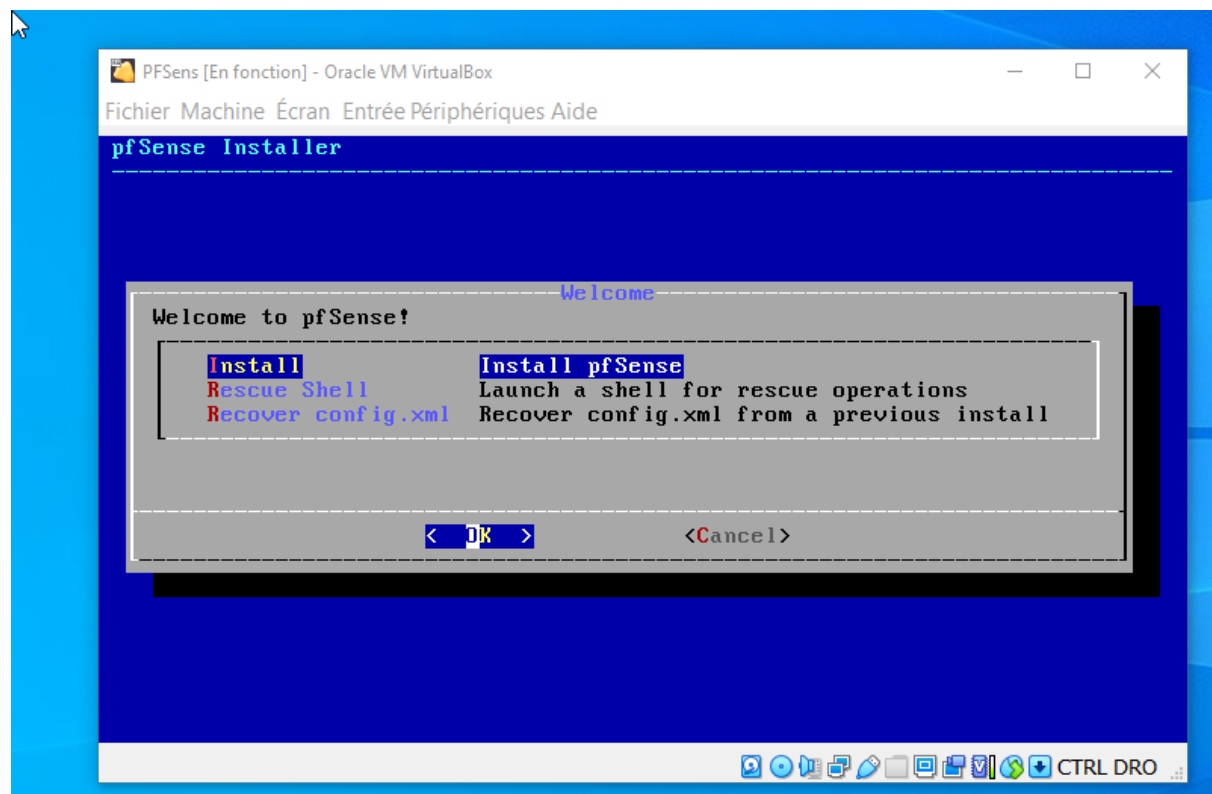 PFSens [En fonction] - Oracle VM VirtualBox
Fichier Machine Écran Entrée Périphériques Aide
pfSense Installer
Welcome
Welcome to pfSense!
Install Install pfSense
Rescue Shell Launch a shell for rescue operations
Recover config.xml Recover config.xml from a previous install
< OK > <Cancel>
CTRL DRO